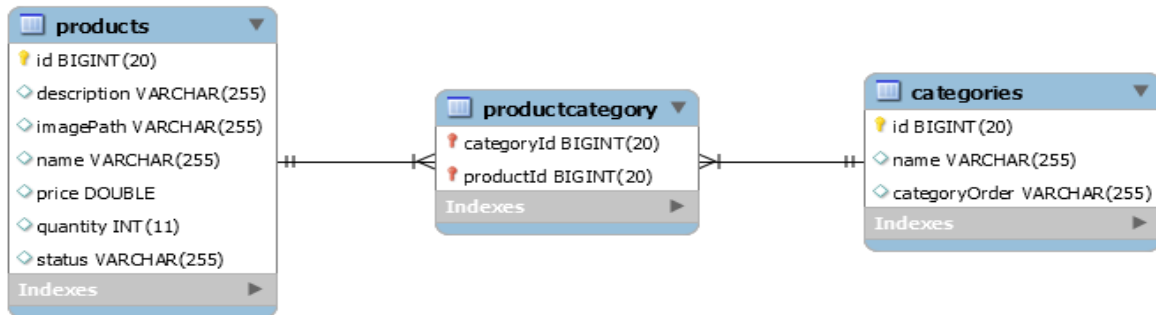 products
id BIGINT(20)
description VARCHAR(255)
imagePath VARCHAR(255)
name VARCHAR(255)
price DOUBLE
quantity INT(11)
status VARCHAR(255)
Indexes
productcategory
categoryId BIGINT(20)
productId BIGINT(20)
Indexes
categories
id BIGINT(20)
name VARCHAR(255)
categoryOrder VARCHAR(255)
Indexes